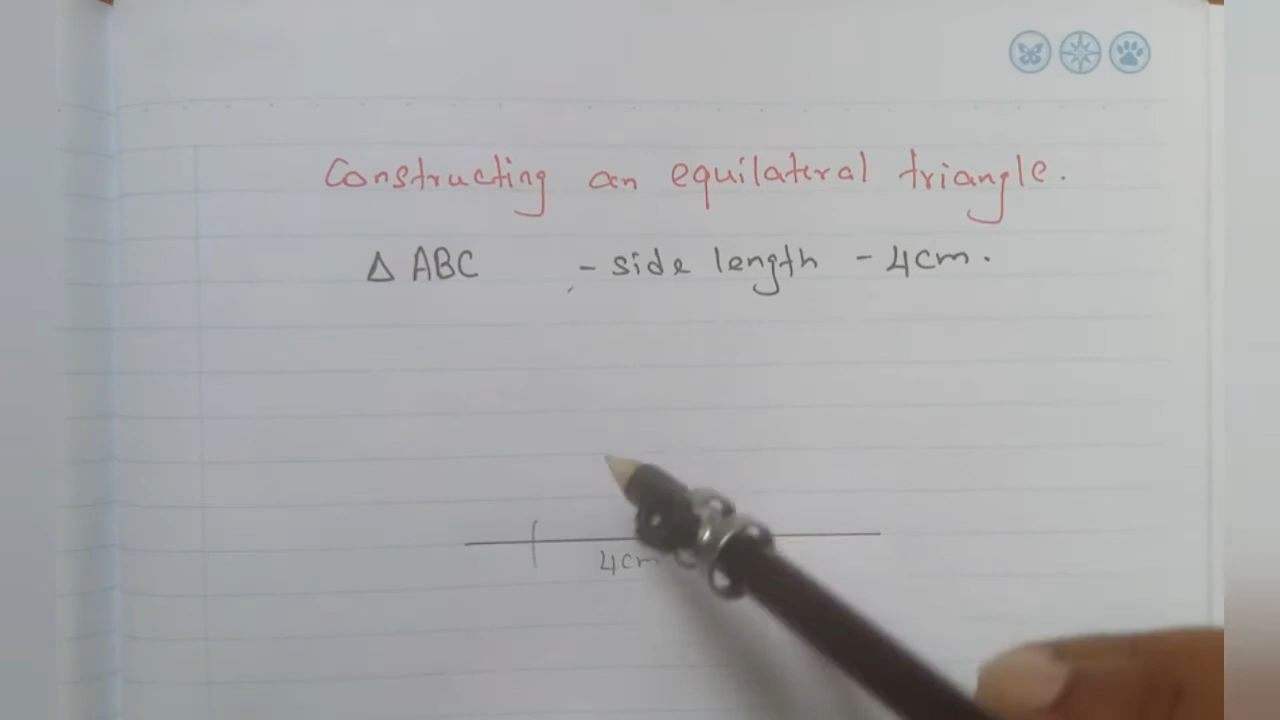 Constructing an equilateral triangle.
Δ ABC - side length - 4cm.
4cm